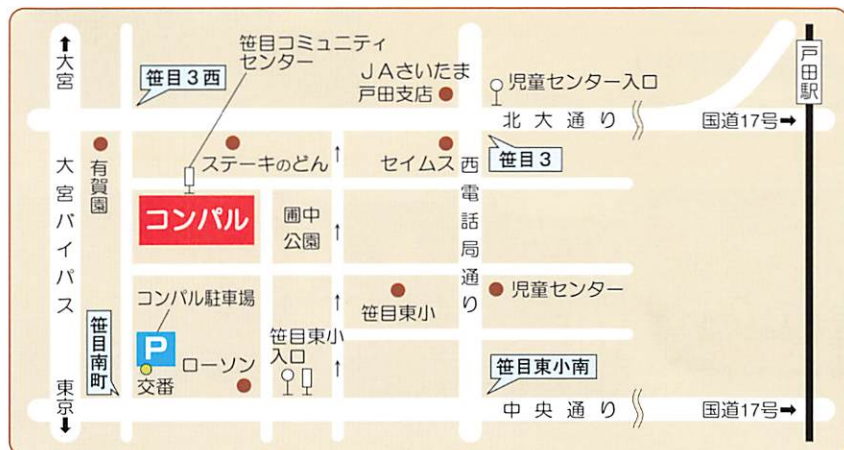 大宮
笹目3西
笹目コミュニティ
センター
JAさいたま
戸田支店
児童センター入口
戸田駅
北大通り
国道17号
有賀園
ステーキのどん
セイムス
笹目3
大宮バイパス
コンパル
圃中
公園
西電話局通り
コンパル駐車場
笹目東小
児童センター
笹目南町
P
ローソン
笹目東小
入口
笹目東小南
交番
東京
中央通り
国道17号